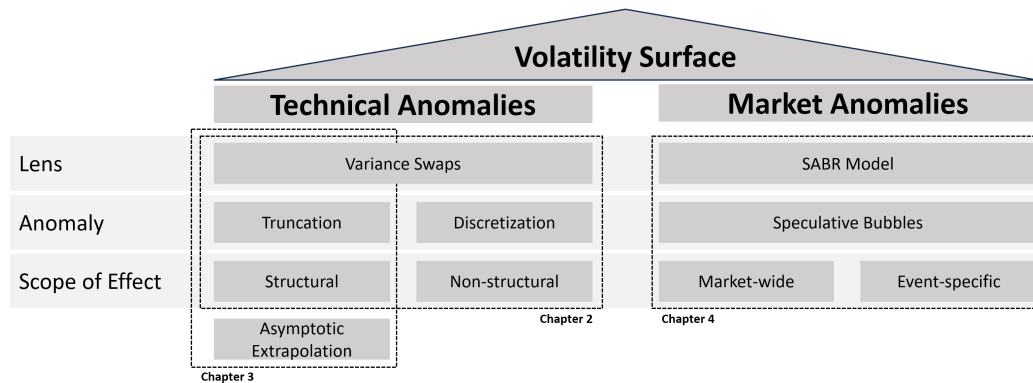 Volatility Surface
Technical Anomalies
Market Anomalies
Lens
Variance Swaps
SABR Model
Anomaly
Truncation
Discretization
Speculative Bubbles
Scope of Effect
Structural
Non-structural
Market-wide
Event-specific
Chapter 2
Chapter 4
Asymptotic
Extrapolation
Chapter 3